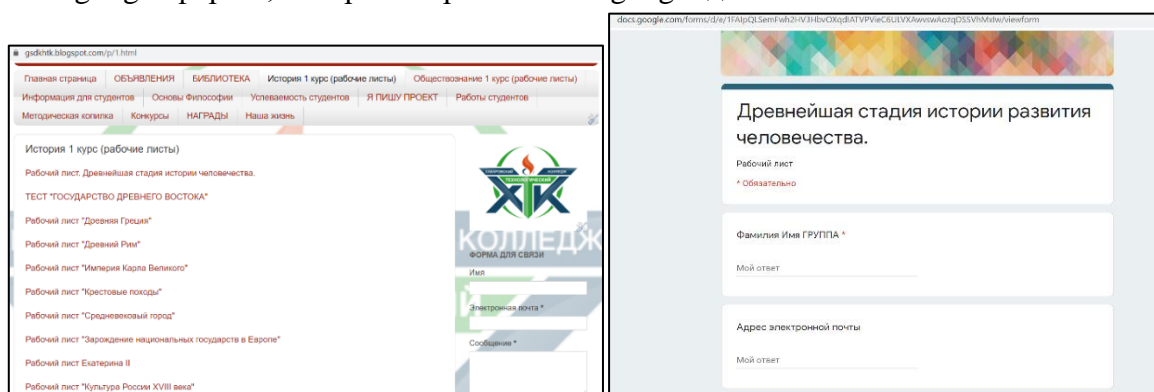 docs.google.com/forms/d/e/
gsdkhtk.blogspot.com/p/1.html
Главная страница ОБЪЯВЛЕНИЯ БИБЛИОТЕКА История 1 курс (рабочие листы) Обществознание 1 курс (рабочие листы)
Информация для студентов Основы Философии Успеваемость студентов Я ПИШУ ПРОЕКТ Работы студентов
Методическая копилка Конкурсы НАГРАДЫ Наша жизнь
История 1 курс (рабочие листы)
Рабочий лист. Древнейшая стадия истории человечества.
ТЕСТ "ГОСУДАРСТВО ДРЕВНЕГО ВОСТОКА"
Рабочий лист "Древняя Греция"
Рабочий лист "Древний Рим"
Рабочий лист "Империя Карла Великого"
Рабочий лист "Крестовые походы"
Рабочий лист "Средневековый город"
Рабочий лист "Зарождение национальных государств в Европе"
Рабочий лист Екатерина II
Рабочий лист "Культура России XVIII века"
ХТК
КОЛЛЕДЖ
ФОРМА ДЛЯ СВЯЗИ
Имя
Электронная почта *
Сообщение *
Древнейшая стадия истории развития
человечества.
Рабочий лист
* Обязательно
Фамилия Имя ГРУППА *
Мой ответ
Адрес электронной почты
Мой ответ